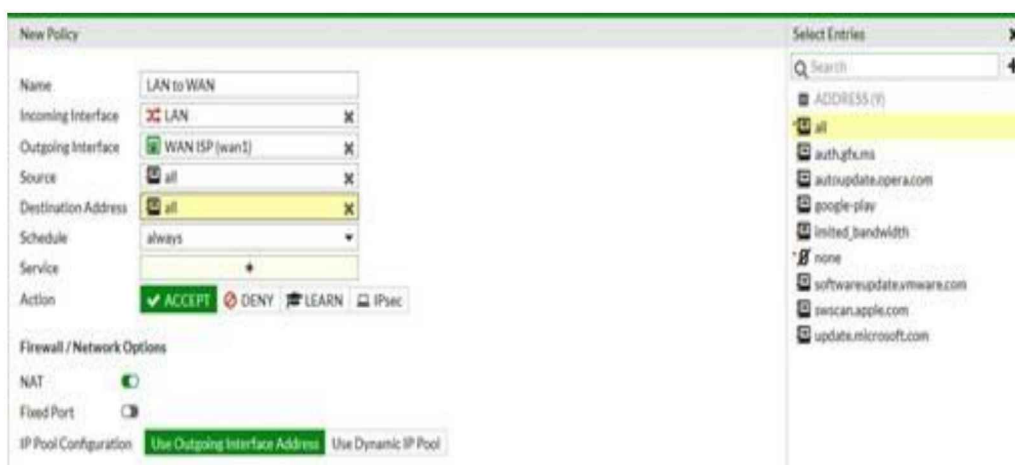 New Policy
Name LAN to WAN
Incoming Interface LAN
Outgoing Interface WAN ISP (wan1)
Source all
Destination Address all
Schedule always
Service
Action ACCEPT DENY LEARN IPsec
Firewall / Network Options
NAT
Fixed Port
IP Pool Configuration Use Outgoing Interface Address Use Dynamic IP Pool
Select Entries
Search
ADDRESS (9)
all
auth.gfx.ms
autoupdate.opera.com
google-play
limited_bandwidth
none
softwareupdate.vmware.com
swscan.apple.com
update.microsoft.com